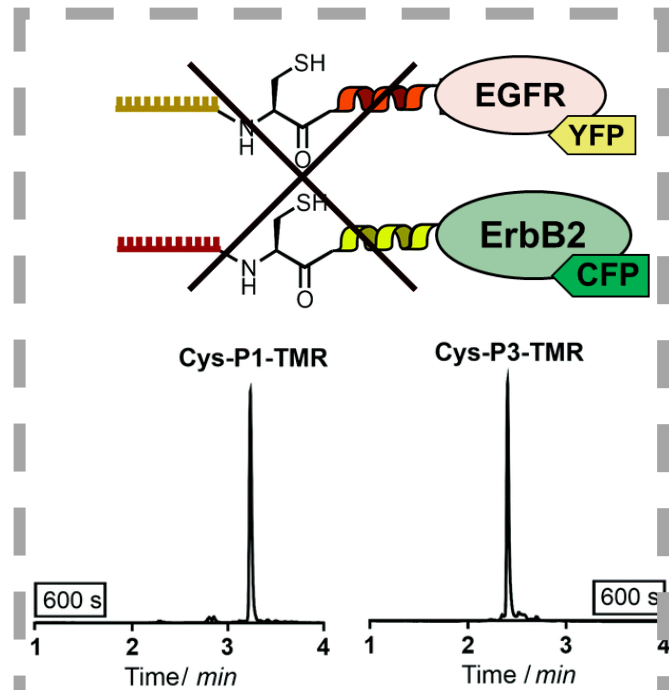 SH
EGFR
N
H
O
YFP
SH
ErbB2
N
H
O
CFP
Cys-P1-TMR
Cys-P3-TMR
600 s
600 s
1 2 3 4
1 2 3 4
Time/ min
Time / min